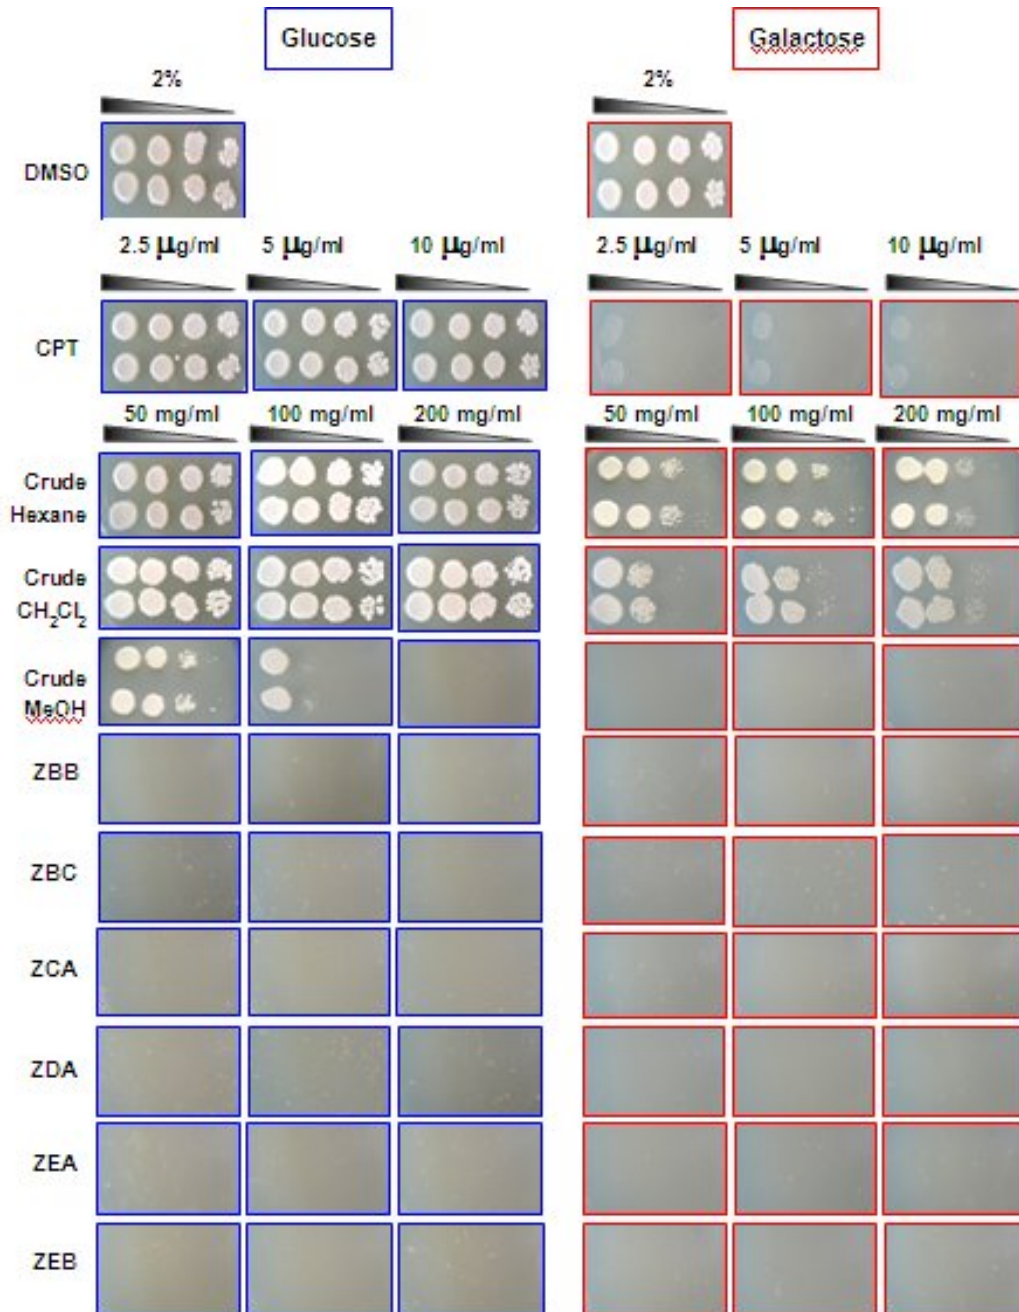 Glucose Galactose
2% 2%
DMSO
2.5 µg/ml 5 µg/ml 10 µg/ml 2.5 µg/ml 5 µg/ml 10 µg/ml
CPT
50 mg/ml 100 mg/ml 200 mg/ml 50 mg/ml 100 mg/ml 200 mg/ml
Crude
Hexane
Crude
CH₂Cl₂
Crude
MeOH
ZBB
ZBC
ZCA
ZDA
ZEA
ZEB